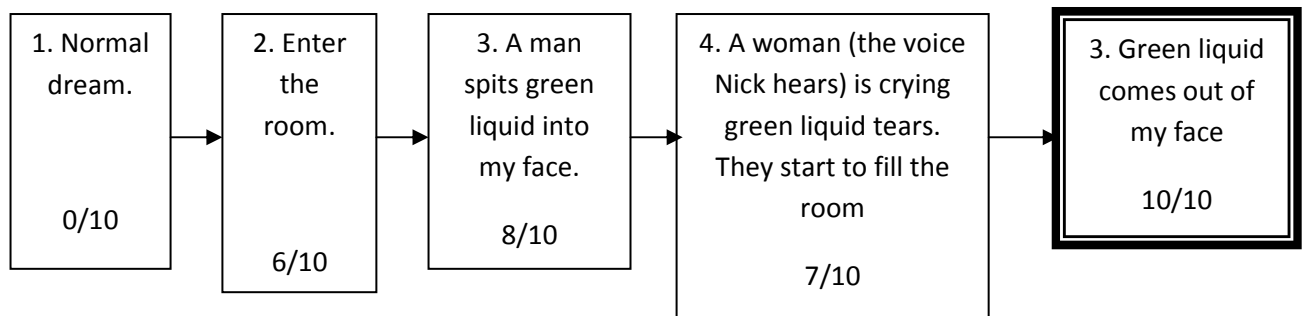 1. Normal
dream.
0/10
2. Enter
the
room.
6/10
3. A man
spits green
liquid into
my face.
8/10
4. A woman (the voice
Nick hears) is crying
green liquid tears.
They start to fill the
room
7/10
3. Green liquid
comes out of
my face
10/10